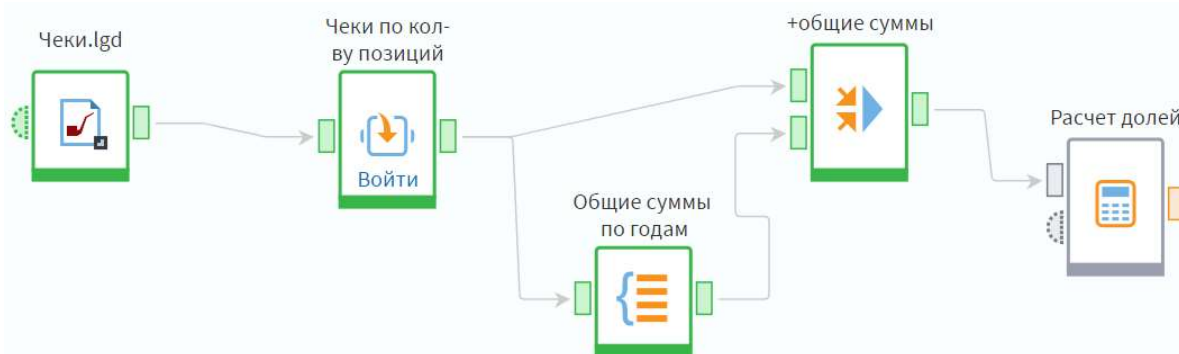 Чеки.lgd
Чеки по кол-
ву позиций
Войти
+общие суммы
Общие суммы
по годам
Расчет долей